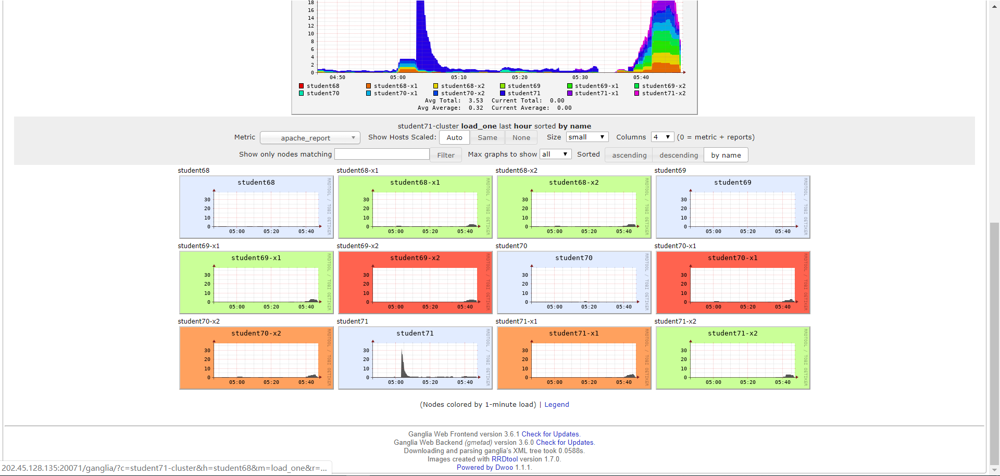 18
16
14
12
10
8
6
4
2
0
04:50 05:00 05:10 05:20 05:30 05:40
student68 student68-x1 student68-x2 student69 student69-x1 student69-x2
student70 student70-x1 student70-x2 student71 student71-x1 student71-x2
Avg Total: 3.53 Current Total: 0.00
Avg Average: 0.32 Current Average: 0.00
student71-cluster load_one last hour sorted by name
Metric apache_report Show Hosts Scaled: Auto Same None Size small Columns 4 (0 = metric + reports)
Show only nodes matching Filter Max graphs to show all Sorted ascending descending by name
student68 student68-x1 student68-x2 student69
student68 student68-x1 student68-x2 student69
RRDTOOL / TOBI OETIKER RRDTOOL / TOBI OETIKER RRDTOOL / TOBI OETIKER RRDTOOL / TOBI OETIKER
30 30 30 30
20 20 20 20
10 10 10 10
0 0 0 0
05:00 05:20 05:40 05:00 05:20 05:40 05:00 05:20 05:40 05:00 05:20 05:40
student69-x1 student69-x2 student70 student70-x1
student69-x1 student69-x2 student70 student70-x1
RRDTOOL / TOBI OETIKER RRDTOOL / TOBI OETIKER RRDTOOL / TOBI OETIKER RRDTOOL / TOBI OETIKER
30 30 30 30
20 20 20 20
10 10 10 10
0 0 0 0
05:00 05:20 05:40 05:00 05:20 05:40 05:00 05:20 05:40 05:00 05:20 05:40
student70-x2 student71 student71-x1 student71-x2
student70-x2 student71 student71-x1 student71-x2
RRDTOOL / TOBI OETIKER RRDTOOL / TOBI OETIKER RRDTOOL / TOBI OETIKER RRDTOOL / TOBI OETIKER
30 30 30 30
20 20 20 20
10 10 10 10
0 0 0 0
05:00 05:20 05:40 05:00 05:20 05:40 05:00 05:20 05:40 05:00 05:20 05:40
(Nodes colored by 1-minute load) | Legend
Ganglia Web Frontend version 3.6.1 Check for Updates.
Ganglia Web Backend (gmetad) version 3.6.0 Check for Updates.
Downloading and parsing ganglia's XML tree took 0.0588s.
Images created with RRDtool version 1.7.0.
Powered by Dwoo 1.1.1.
202.45.128.135:20071/ganglia/?c=student71-cluster&h=student68&m=load_one&r=...